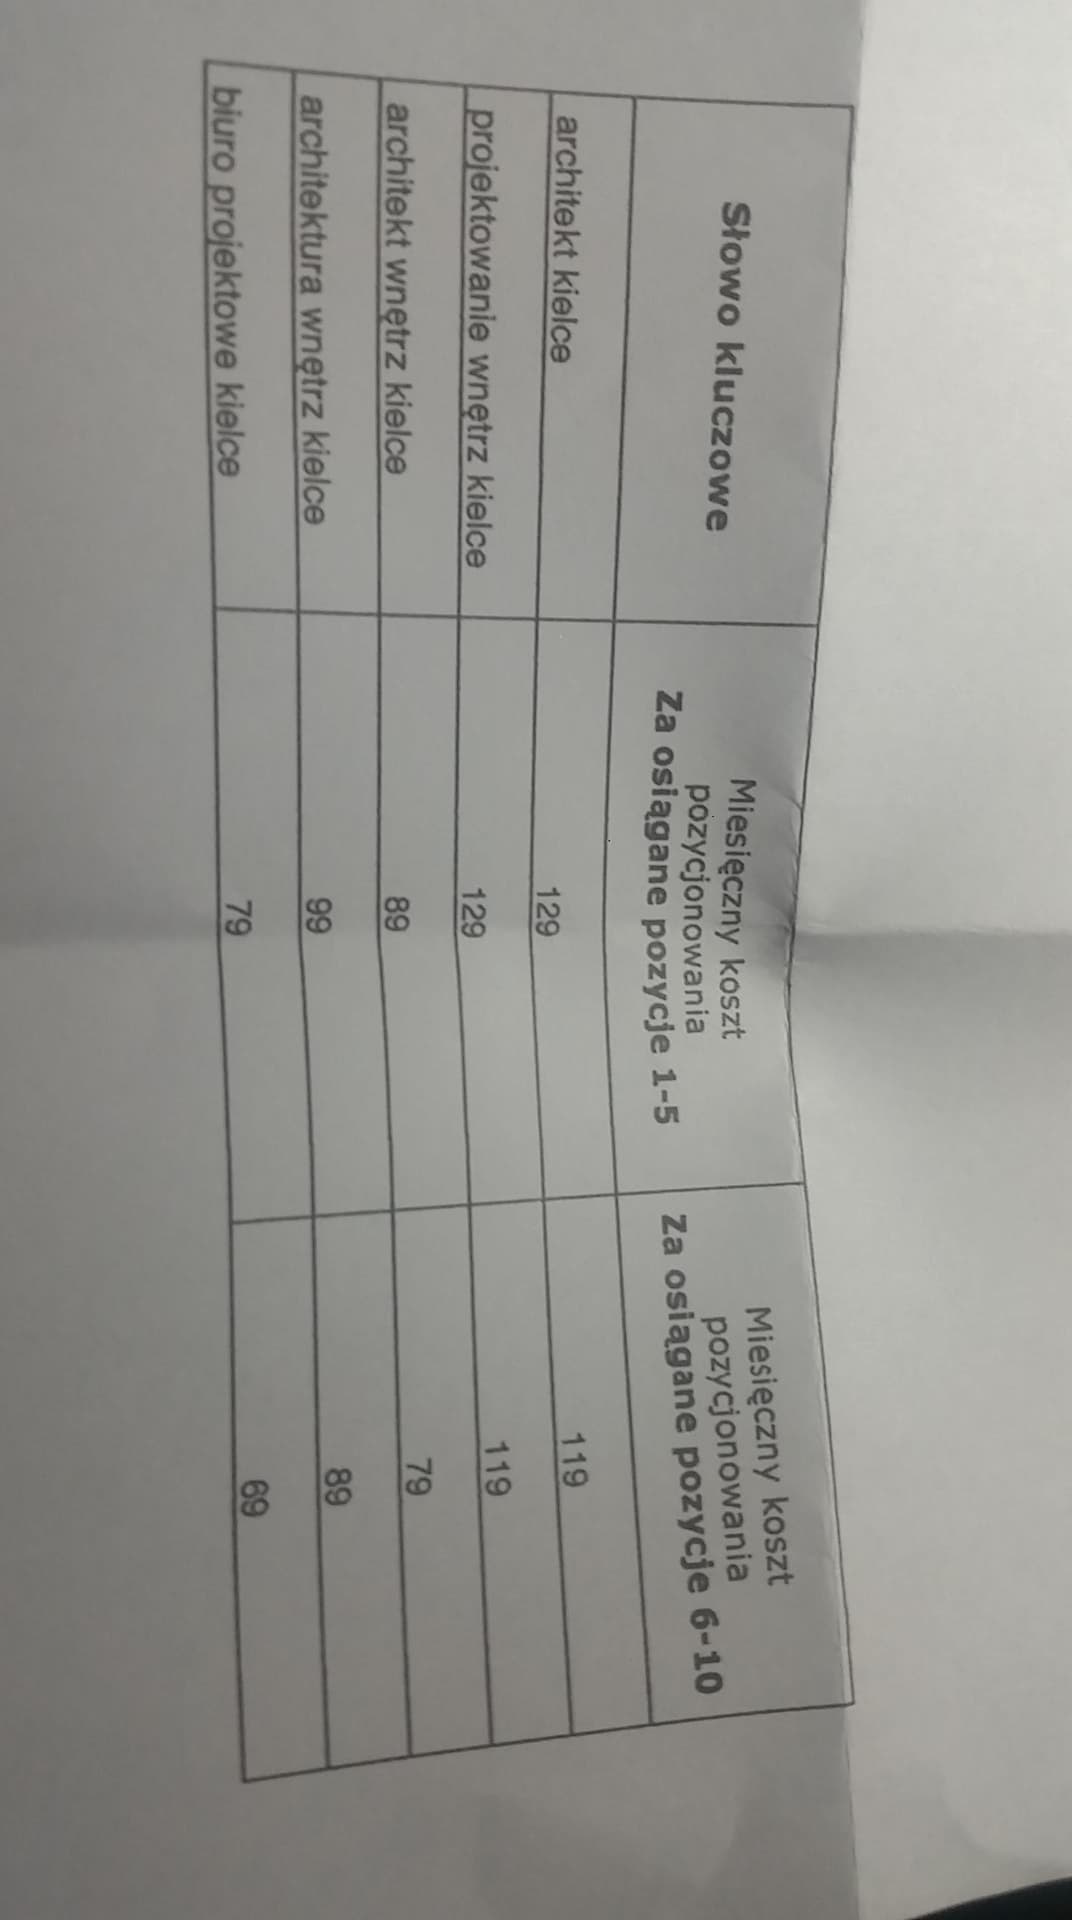 Słowo kluczowe
Miesięczny koszt
pozycjonowania
Za osiągane pozycje 1-5
Miesięczny koszt
pozycjonowania
Za osiągane pozycje 6-10
architekt kielce 129 119
projektowanie wnętrz kielce 129 119
architekt wnętrz kielce 89 79
architektura wnętrz kielce 99 89
biuro projektowe kielce 79 69